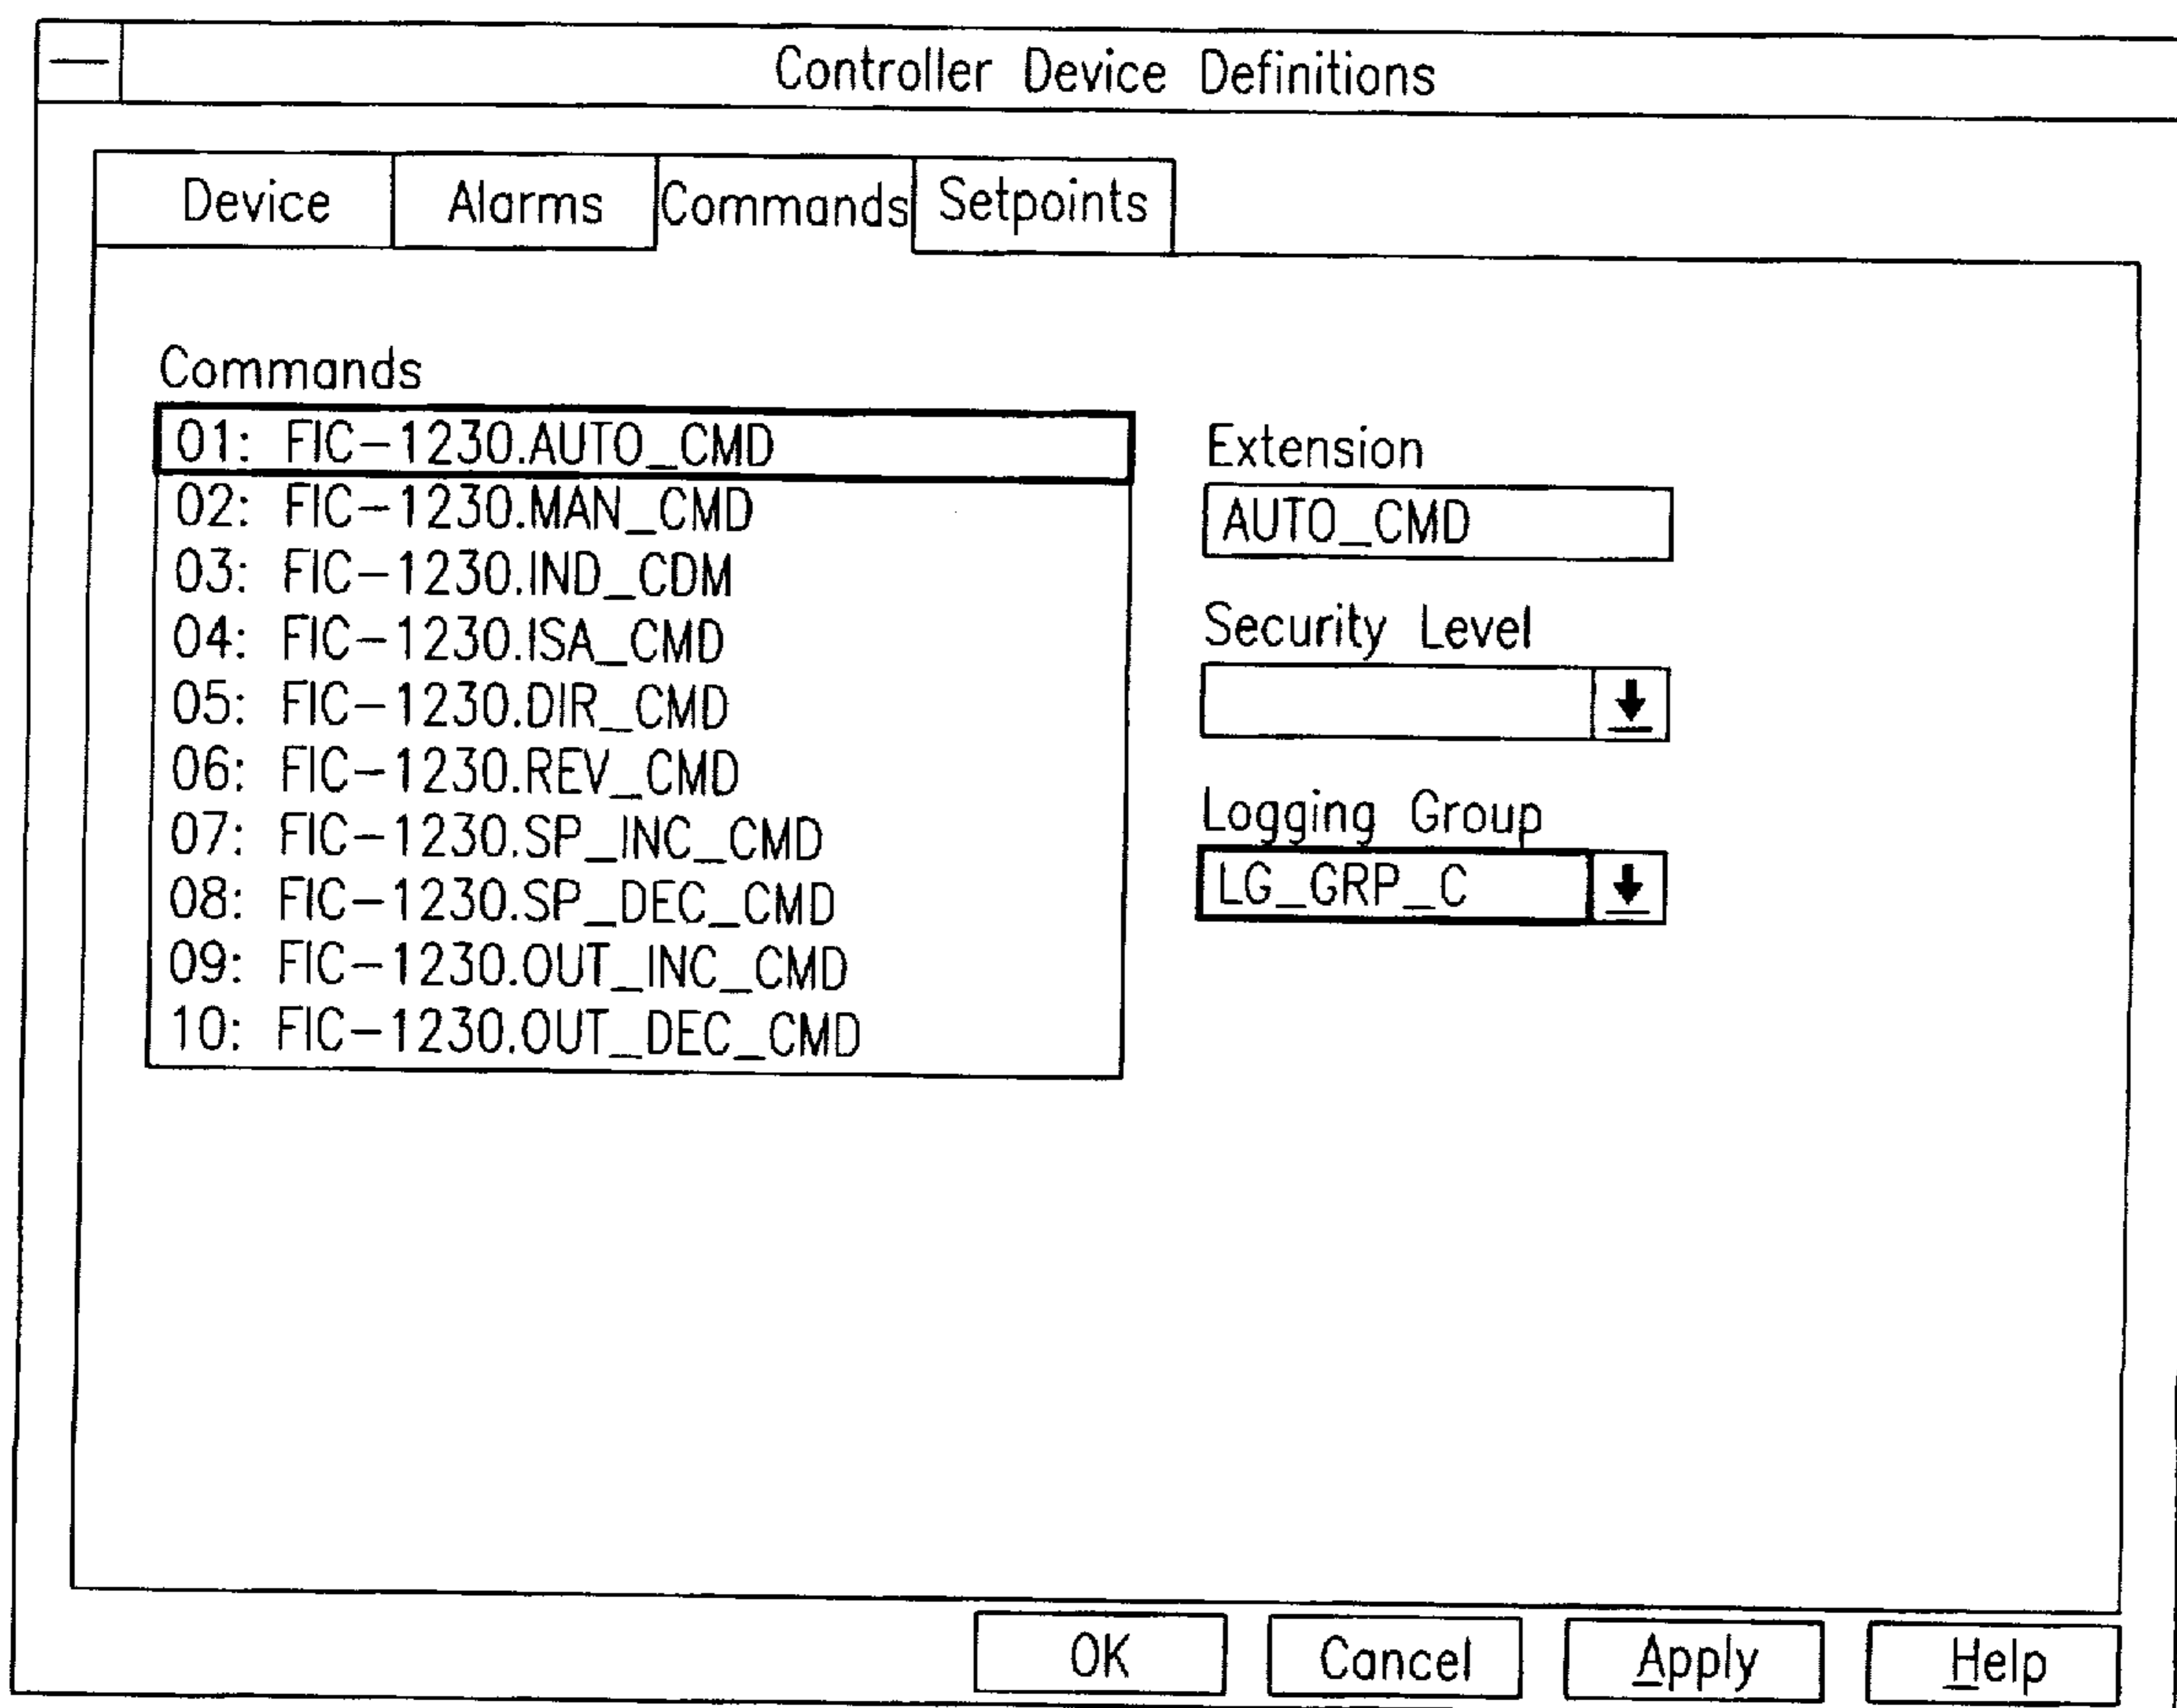 Controller Device Definitions
Device Alarms Commands Setpoints
Commands
01: FIC-1230.AUTO_CMD
02: FIC-1230.MAN_CMD
03: FIC-1230.IND_CDM
04: FIC-1230.ISA_CMD
05: FIC-1230.DIR_CMD
06: FIC-1230.REV_CMD
07: FIC-1230.SP_INC_CMD
08: FIC-1230.SP_DEC_CMD
09: FIC-1230.OUT_INC_CMD
10: FIC-1230.OUT_DEC_CMD
Extension
AUTO_CMD
Security Level
Logging Group
LG_GRP_C
OK Cancel Apply Help